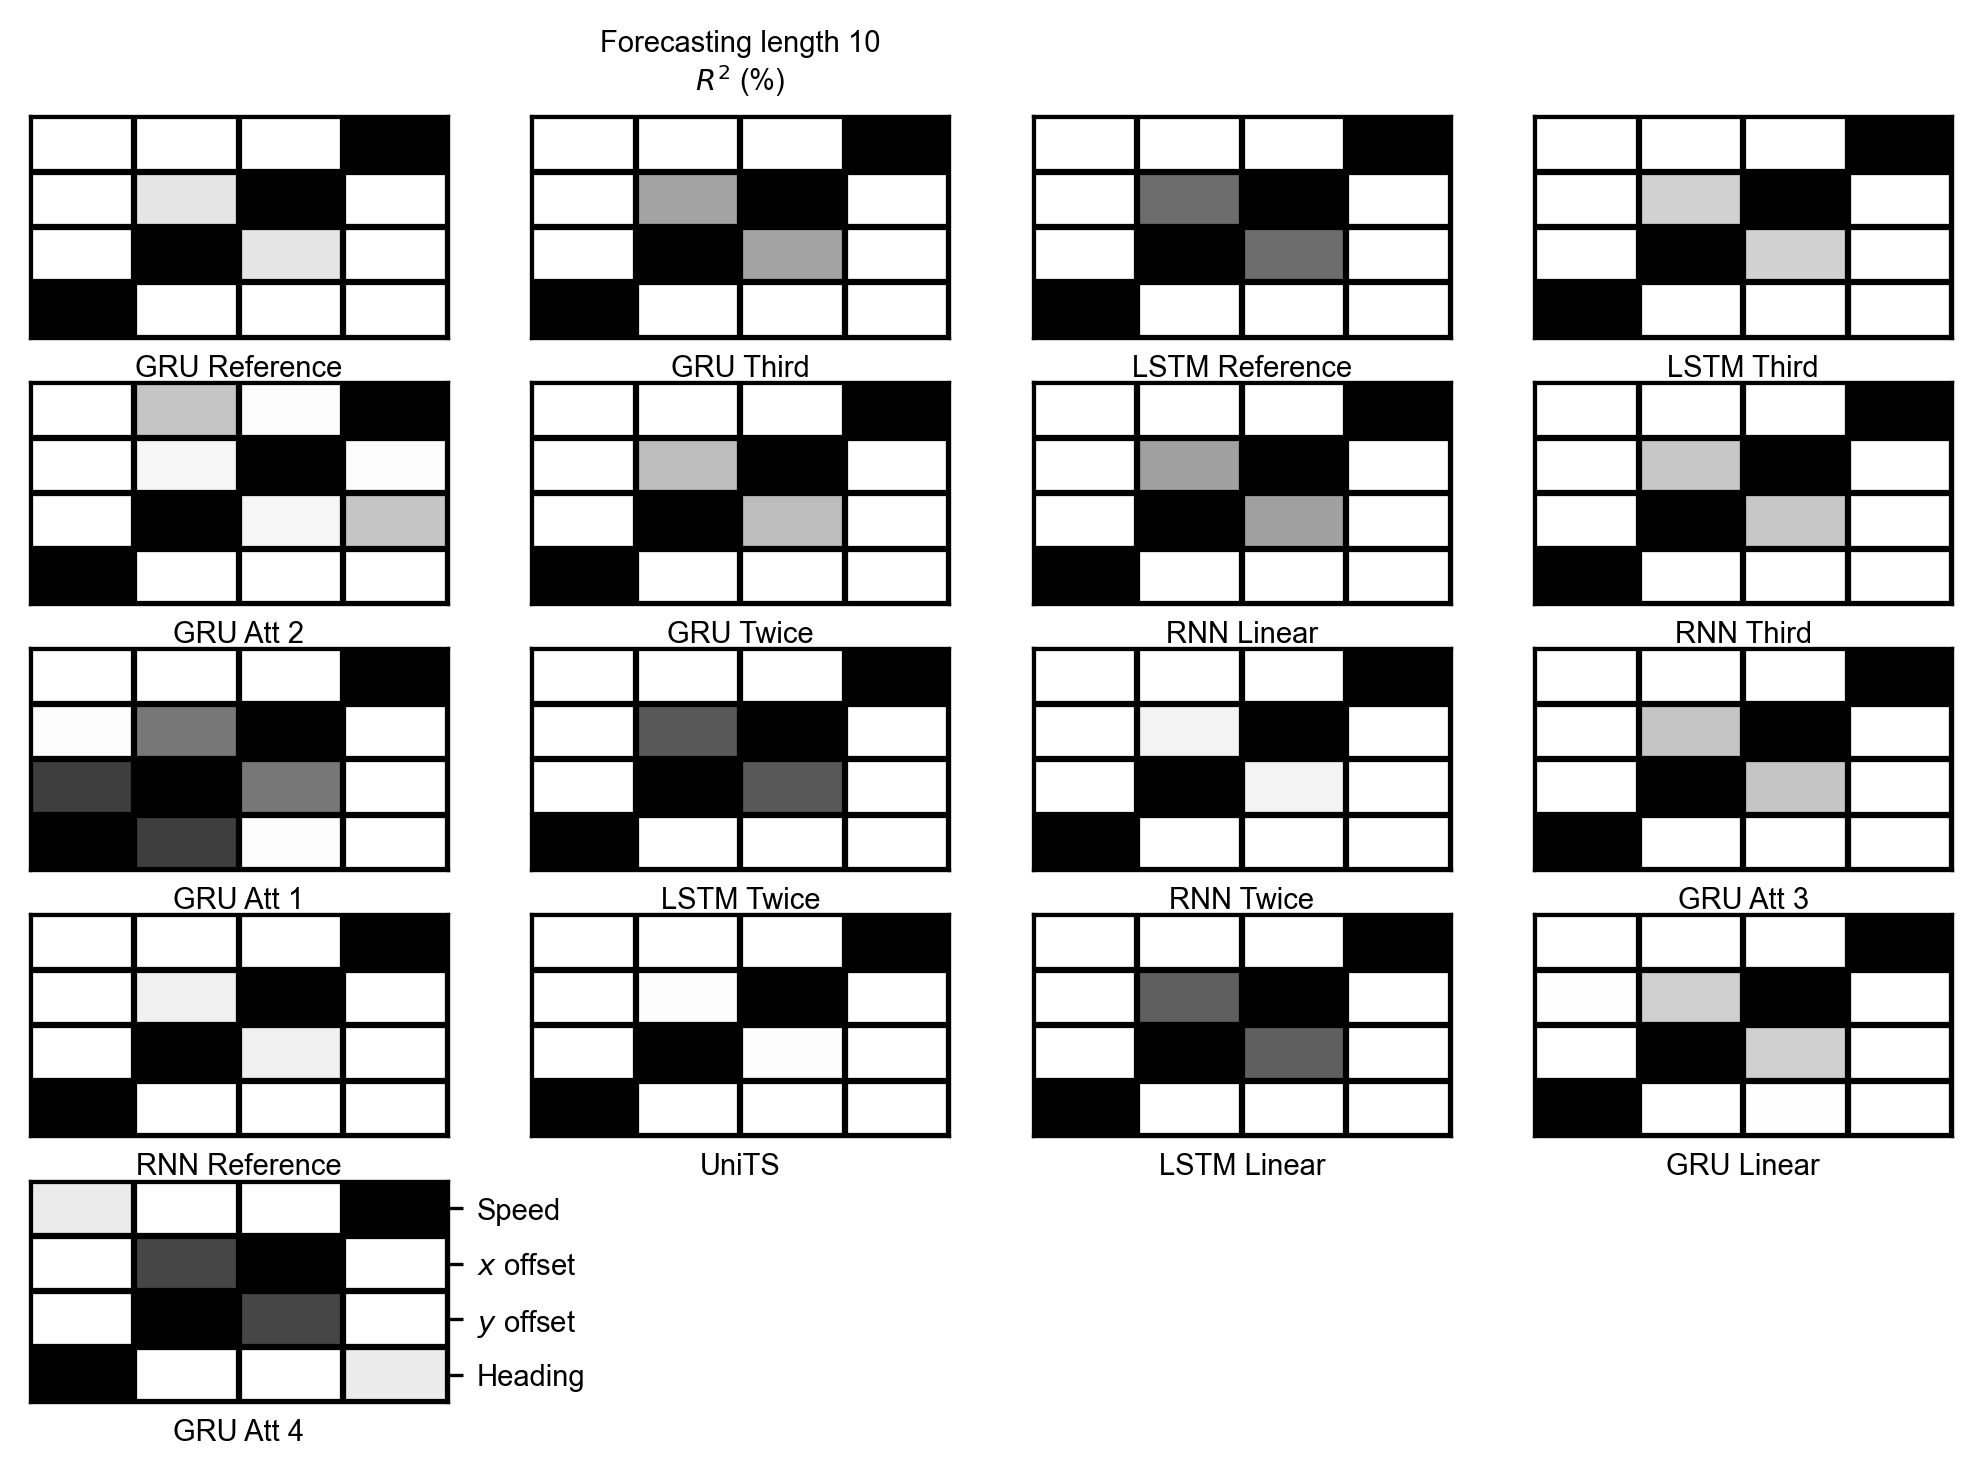 Forecasting length 10
R² (%)
GRU Reference
GRU Third
LSTM Reference
LSTM Third
GRU Att 2
GRU Twice
RNN Linear
RNN Third
GRU Att 1
LSTM Twice
RNN Twice
GRU Att 3
RNN Reference
UniTS
LSTM Linear
GRU Linear
Speed
x offset
y offset
Heading
GRU Att 4